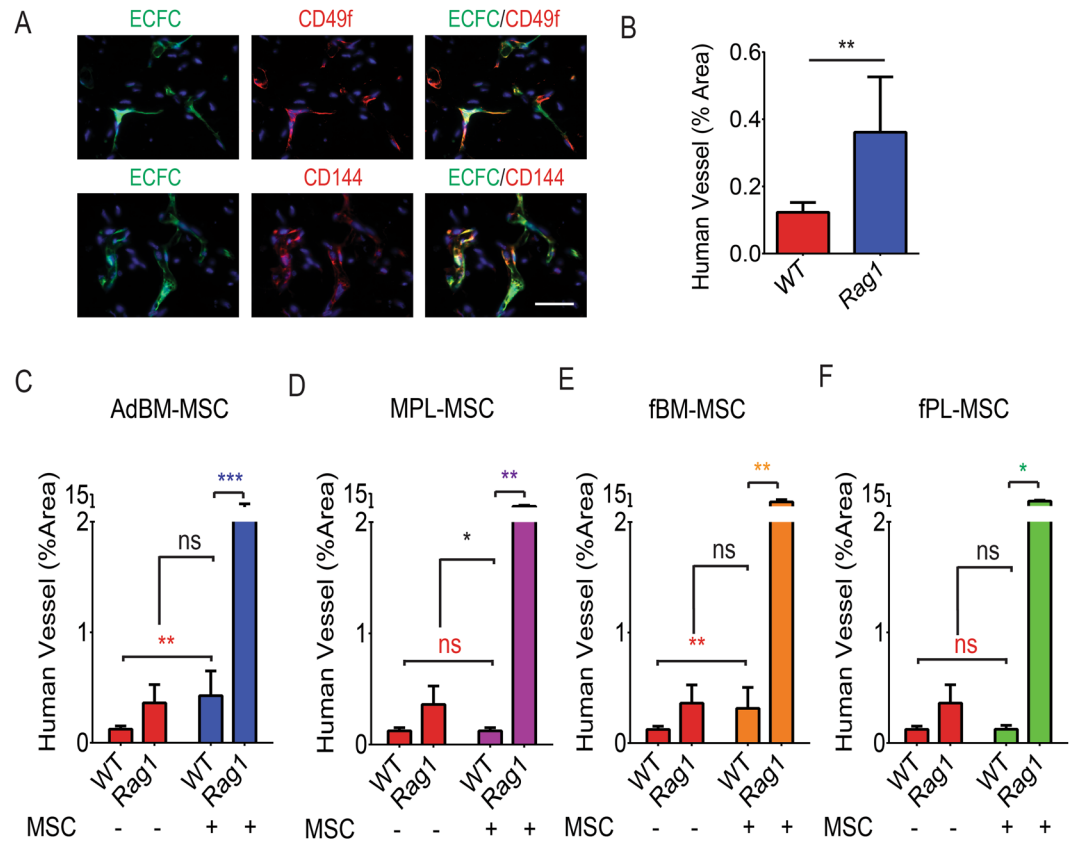 A
ECFC CD49f ECFC/CD49f
ECFC CD144 ECFC/CD144
B
**
Human Vessel (% Area)
0.6
0.4
0.2
0.0
WT Rag1
C
AdBM-MSC
***
ns
**
Human Vessel (%Area)
15
2
1
0
WT Rag1 WT Rag1
MSC - - + +
D
MPL-MSC
**
*
ns
Human Vessel (%Area)
15
2
1
0
WT Rag1 WT Rag1
MSC - - + +
E
fBM-MSC
**
ns
**
Human Vessel (%Area)
15
2
1
0
WT Rag1 WT Rag1
MSC - - + +
F
fPL-MSC
*
ns
ns
Human Vessel (%Area)
15
2
1
0
WT Rag1 WT Rag1
MSC - - + +